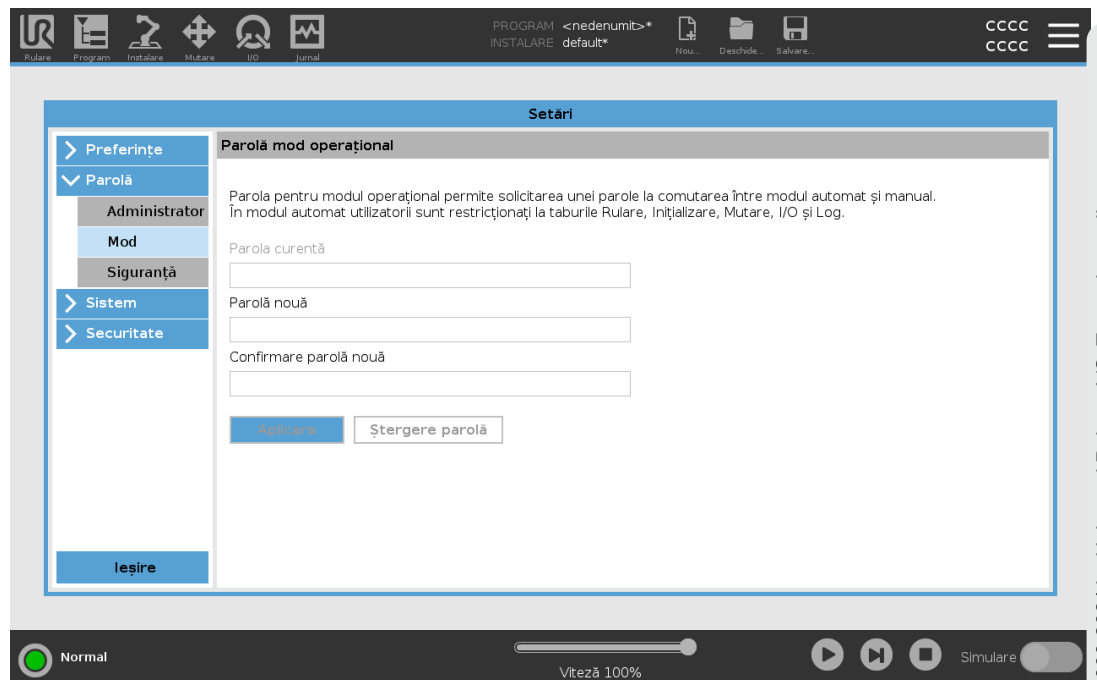 UR
PROGRAM <nedenumit>*
INSTALARE default*
Rulare Program Instalare Mutare I/O Jurnal
Nou... Deschide... Salvare...
CCCC
CCCC
Setări
Preferințe
Parolă
Administrator
Mod
Siguranță
Sistem
Securitate
Ieșire
Parolă mod operațional
Parola pentru modul operațional permite solicitarea unei parole la comutarea între modul automat și manual.
În modul automat utilizatorii sunt restricționați la taburile Rulare, Inițializare, Mutare, I/O și Log.
Parola curentă
Parolă nouă
Confirmare parolă nouă
Aplicare Ștergere parolă
Normal
Viteză 100%
Simulare